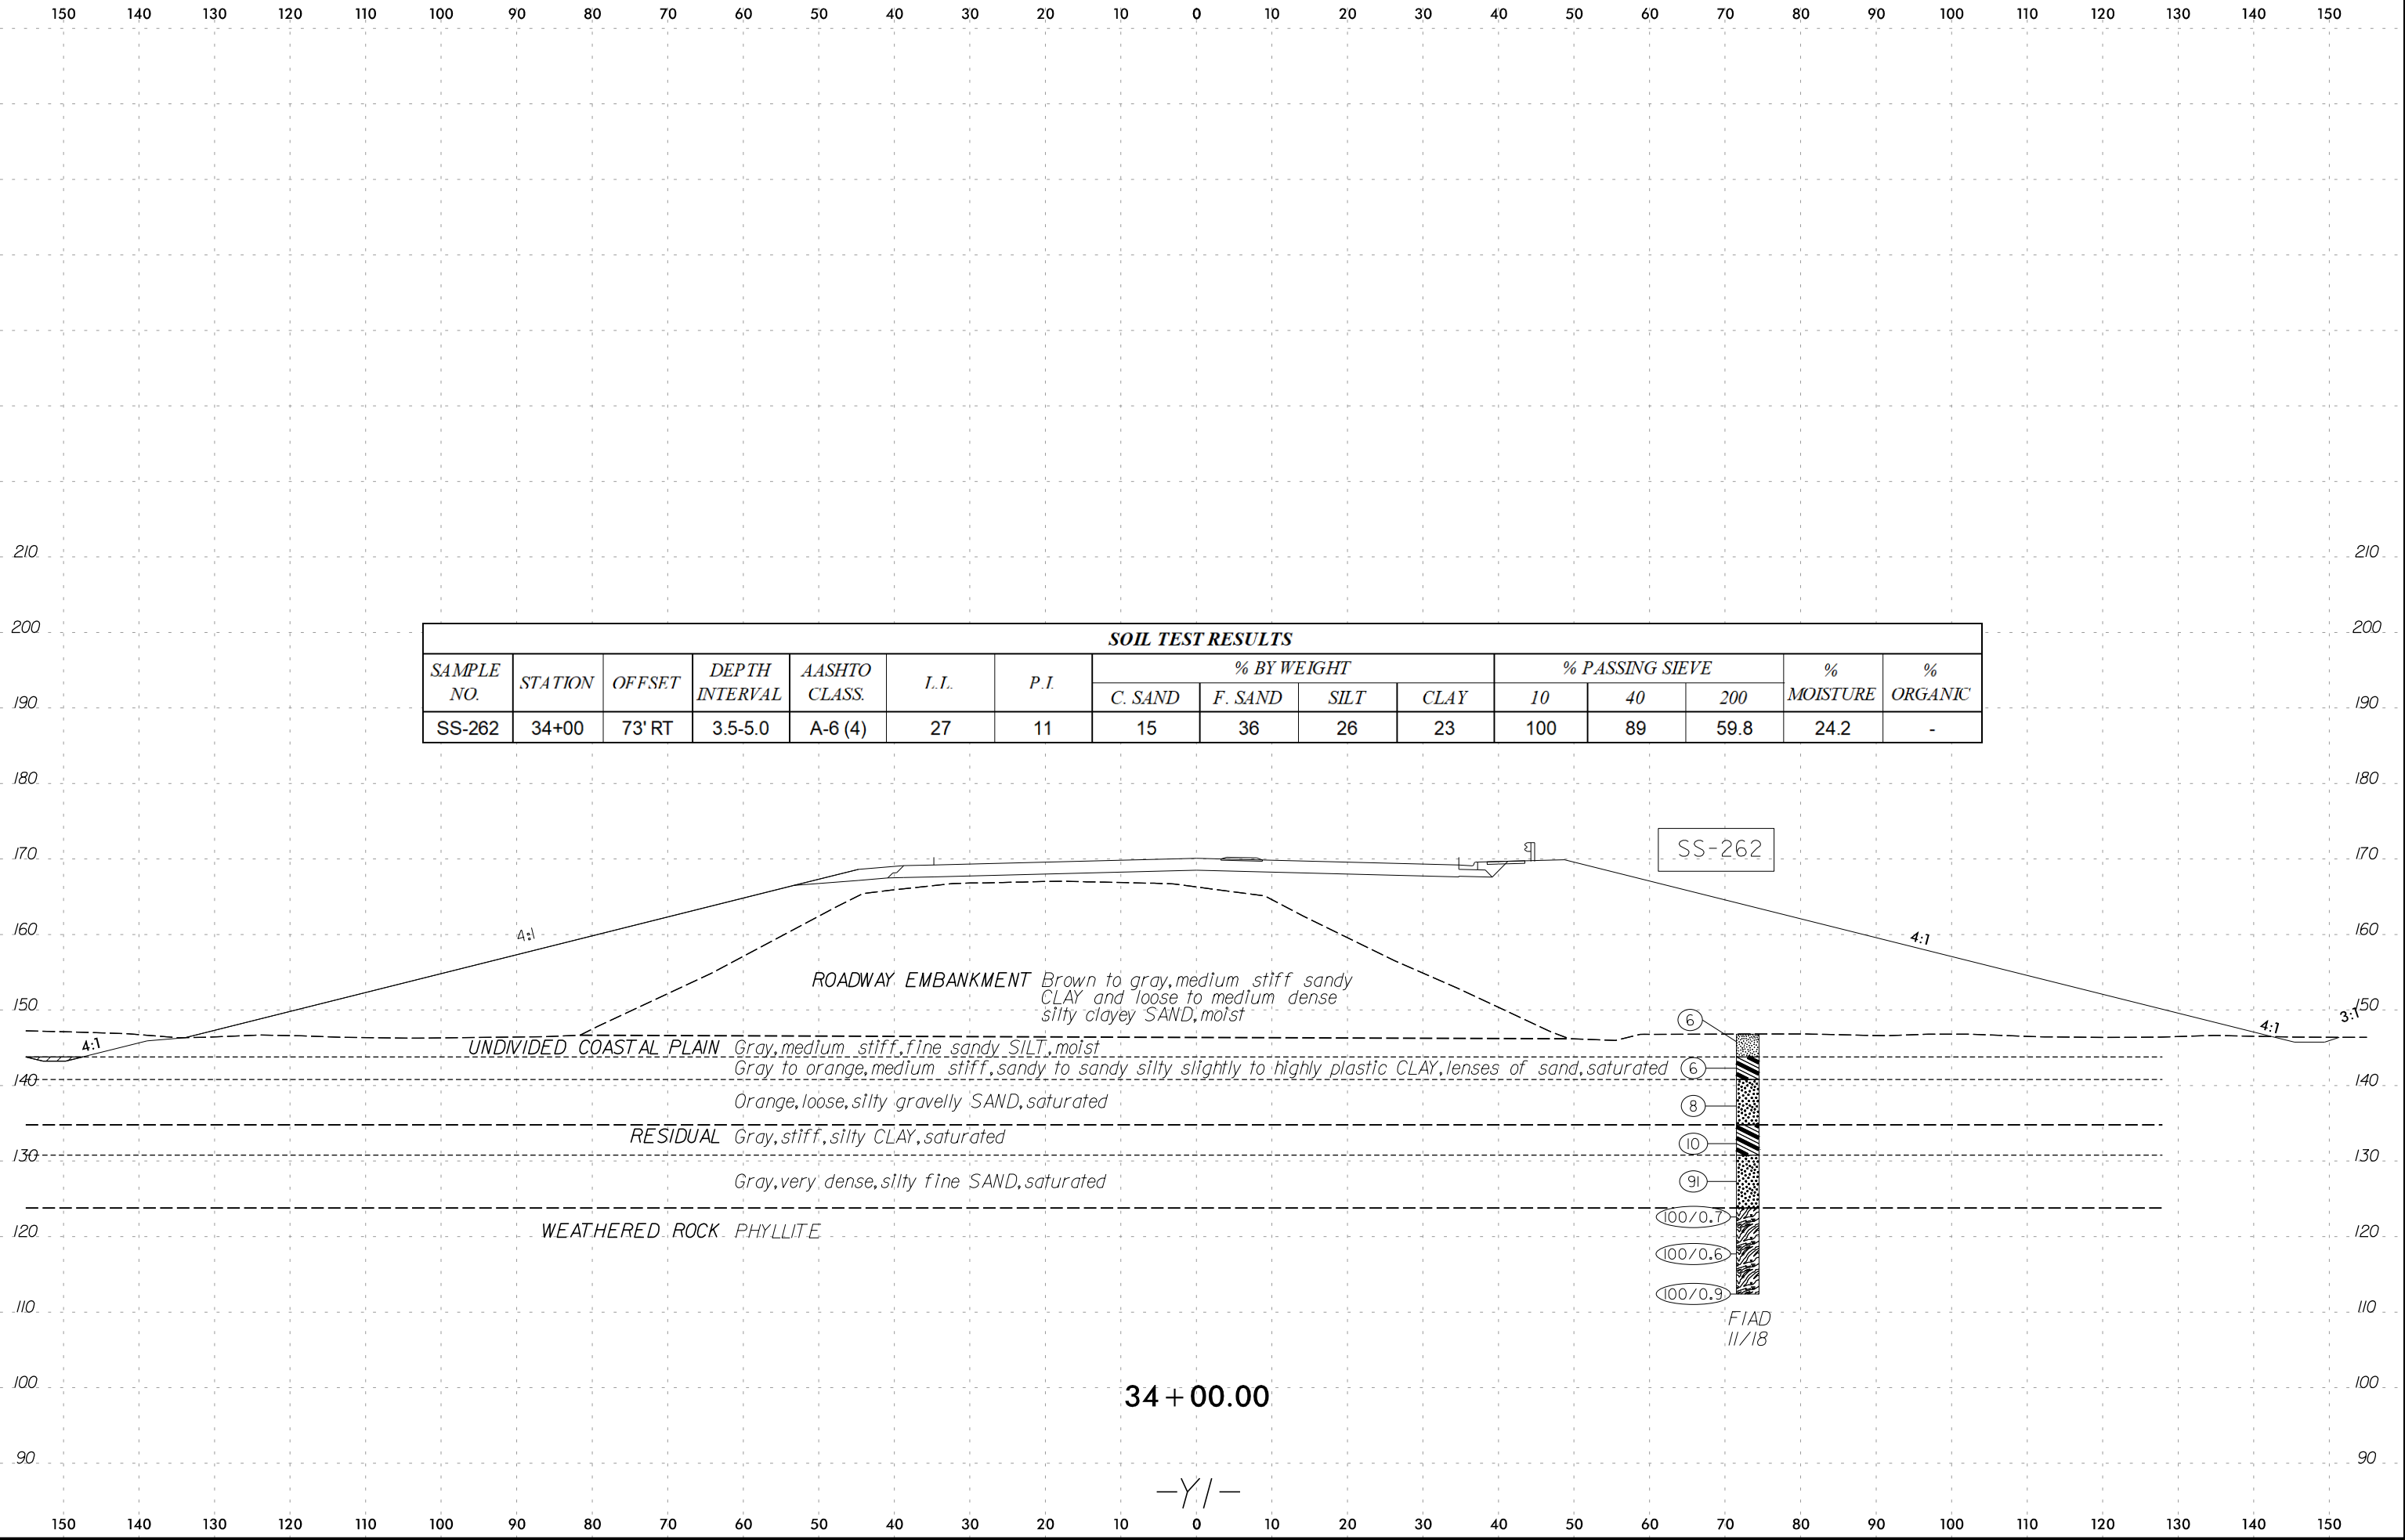 150 140 130 120 110 100 90 80 70 60 50 40 30 20 10 0 10 20 30 40 50 60 70 80 90 100 110 120 130 140 150
210 210
200 200
SOIL TEST RESULTS
SAMPLE NO. STATION OFFSET DEPTH INTERVAL AASHTO CLASS. L.L. P.I. % BY WEIGHT % PASSING SIEVE % MOISTURE % ORGANIC
C. SAND F. SAND SILT CLAY 10 40 200
190 190
SS-262 34+00 73' RT 3.5-5.0 A-6 (4) 27 11 15 36 26 23 100 89 59.8 24.2 -
180 180
170 SS-262 170
160 4:1 4:1 160
ROADWAY EMBANKMENT Brown to gray, medium stiff sandy
CLAY and loose to medium dense
silty clayey SAND, moist
150 150
6 4:1 3:1
4:1 UNDIVIDED COASTAL PLAIN Gray, medium stiff, fine sandy SILT, moist
Gray to orange, medium stiff, sandy to sandy silty slightly to highly plastic CLAY, lenses of sand, saturated 6
140 140
Orange, loose, silty gravelly SAND, saturated 8
RESIDUAL Gray, stiff, silty CLAY, saturated 10
130 130
Gray, very dense, silty fine SAND, saturated 91
100/0.7
120 WEATHERED ROCK PHYLLITE 120
100/0.6
100/0.9
110 110
FIAD
11/18
100 100
34+00.00
90 90
-Y1-
150 140 130 120 110 100 90 80 70 60 50 40 30 20 10 0 10 20 30 40 50 60 70 80 90 100 110 120 130 140 150